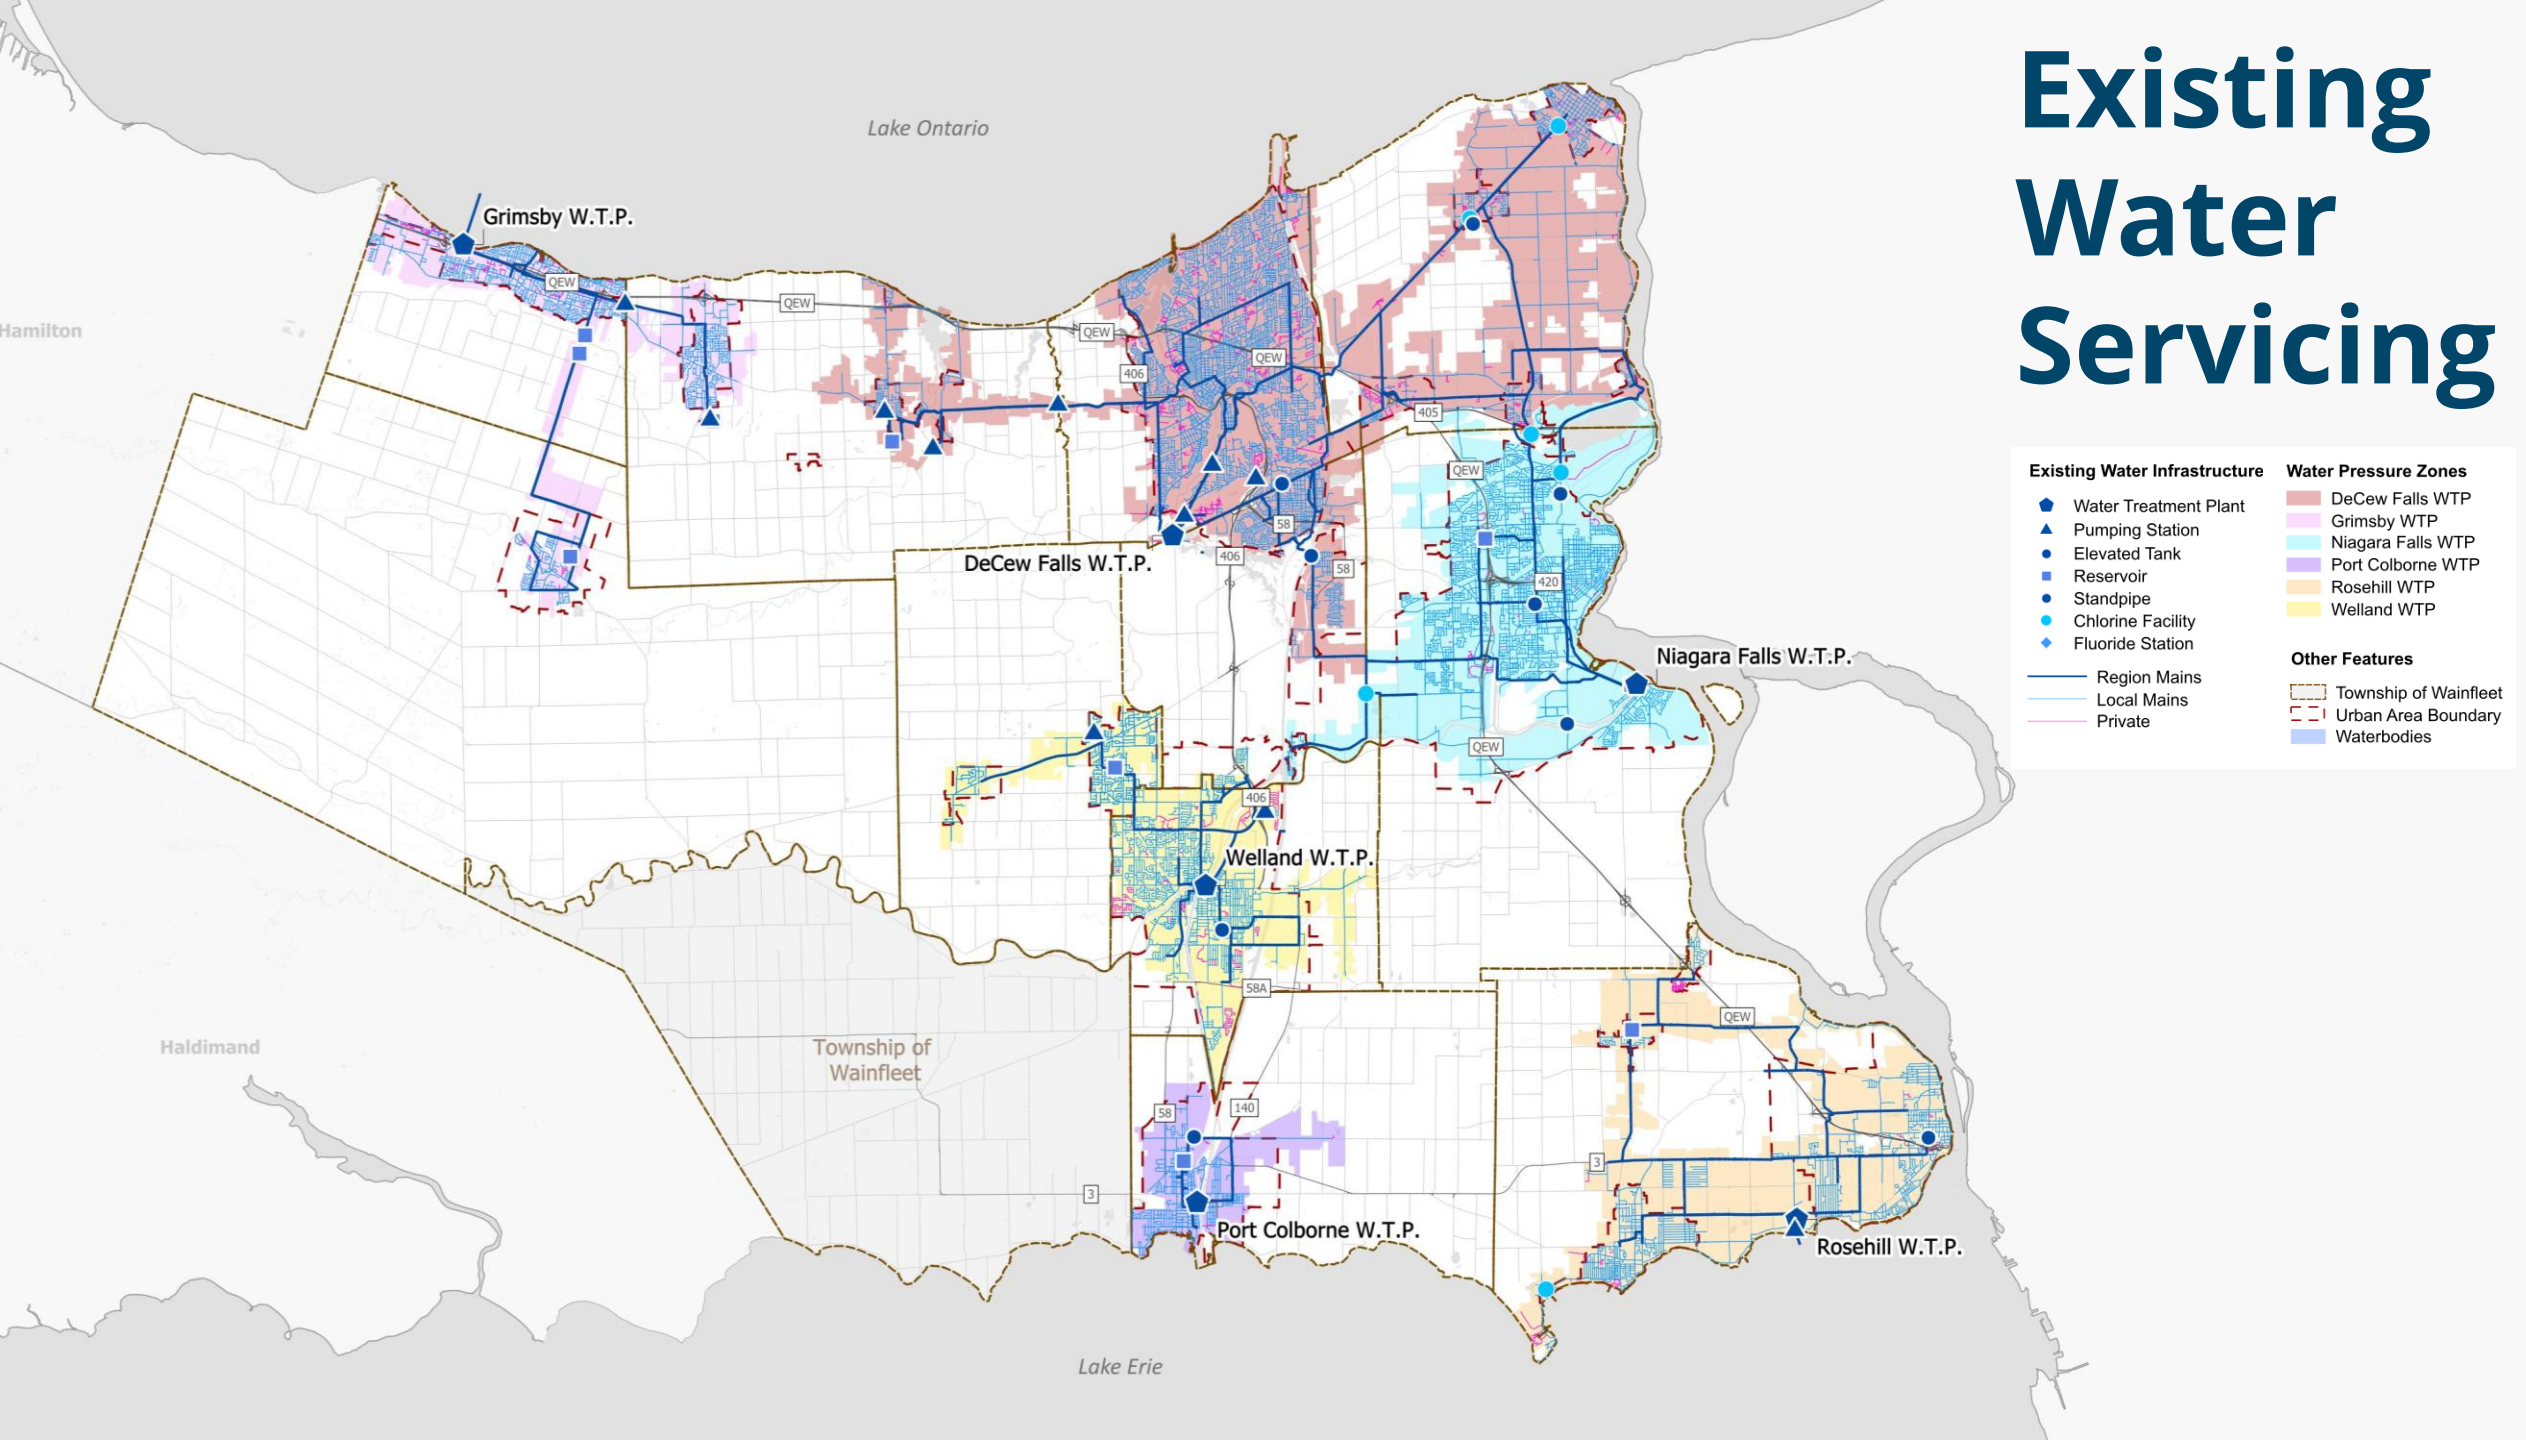 Existing
Water
Servicing
Lake Ontario
Grimsby W.T.P.
QEW
QEW
QEW
QEW
Hamilton
406
405
QEW
58
406
DeCew Falls W.T.P.
58
420
Niagara Falls W.T.P.
QEW
406
Welland W.T.P.
58A
QEW
Haldimand
Township of
Wainfleet
58
140
3
3
Port Colborne W.T.P.
Rosehill W.T.P.
Lake Erie
Existing Water Infrastructure
Water Treatment Plant
Pumping Station
Elevated Tank
Reservoir
Standpipe
Chlorine Facility
Fluoride Station
Region Mains
Local Mains
Private
Water Pressure Zones
DeCew Falls WTP
Grimsby WTP
Niagara Falls WTP
Port Colborne WTP
Rosehill WTP
Welland WTP
Other Features
Township of Wainfleet
Urban Area Boundary
Waterbodies